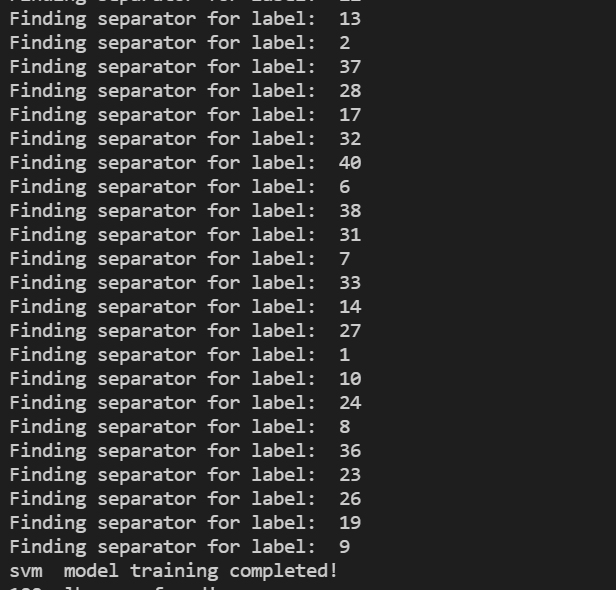 Finding separator for label:  13
Finding separator for label:  2
Finding separator for label:  37
Finding separator for label:  28
Finding separator for label:  17
Finding separator for label:  32
Finding separator for label:  40
Finding separator for label:  6
Finding separator for label:  38
Finding separator for label:  31
Finding separator for label:  7
Finding separator for label:  33
Finding separator for label:  14
Finding separator for label:  27
Finding separator for label:  1
Finding separator for label:  10
Finding separator for label:  24
Finding separator for label:  8
Finding separator for label:  36
Finding separator for label:  23
Finding separator for label:  26
Finding separator for label:  19
Finding separator for label:  9
svm  model training completed!